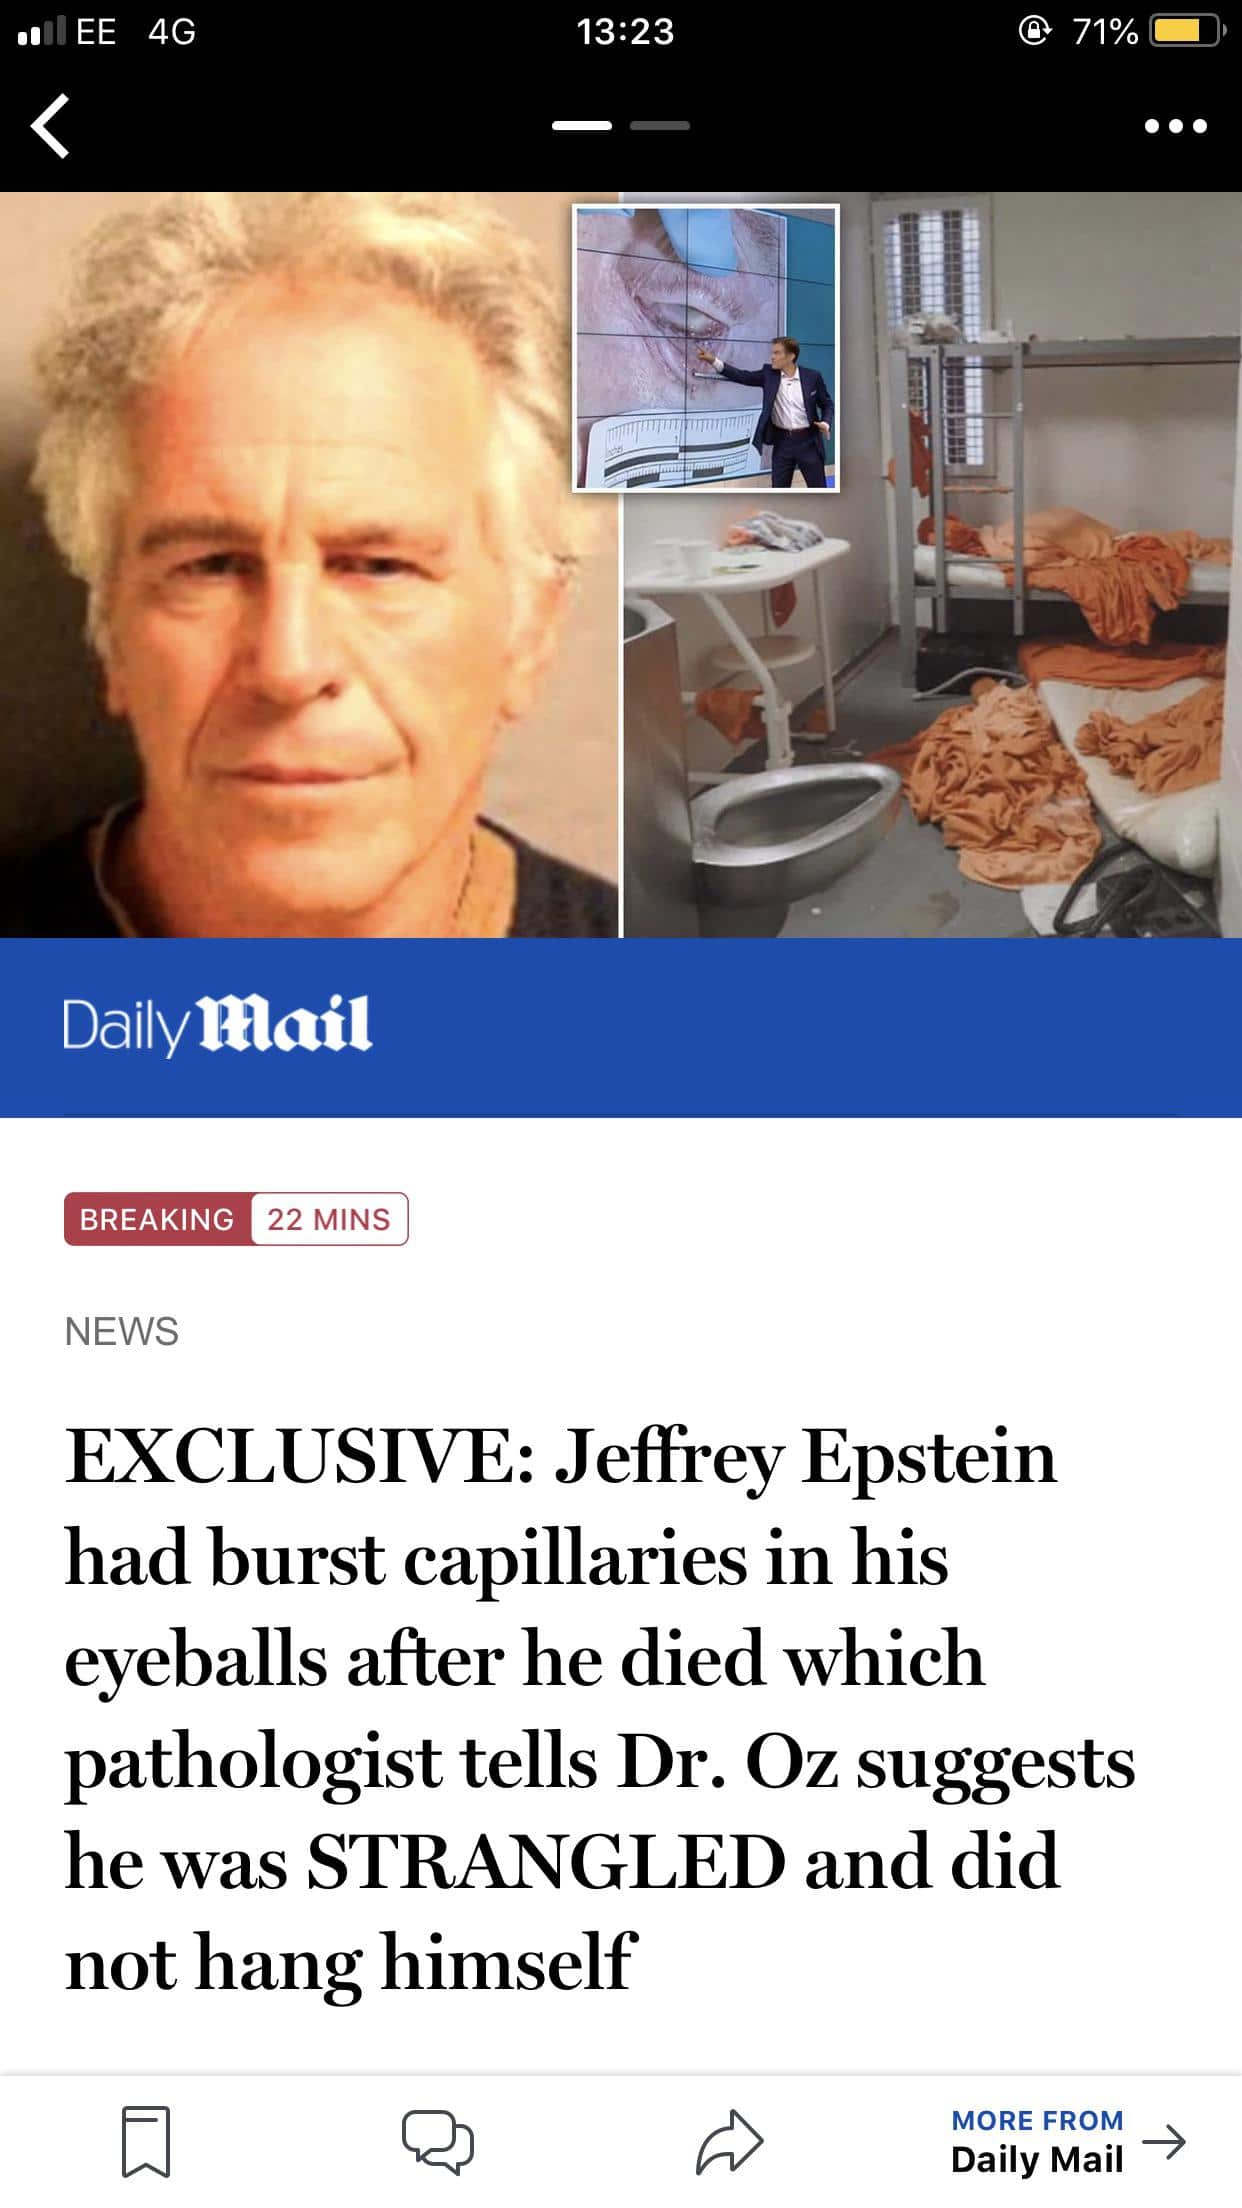 EE 4G 13:23 71%
Daily Mail
BREAKING 22 MINS
NEWS
EXCLUSIVE: Jeffrey Epstein
had burst capillaries in his
eyeballs after he died which
pathologist tells Dr. Oz suggests
he was STRANGLED and did
not hang himself
MORE FROM
Daily Mail